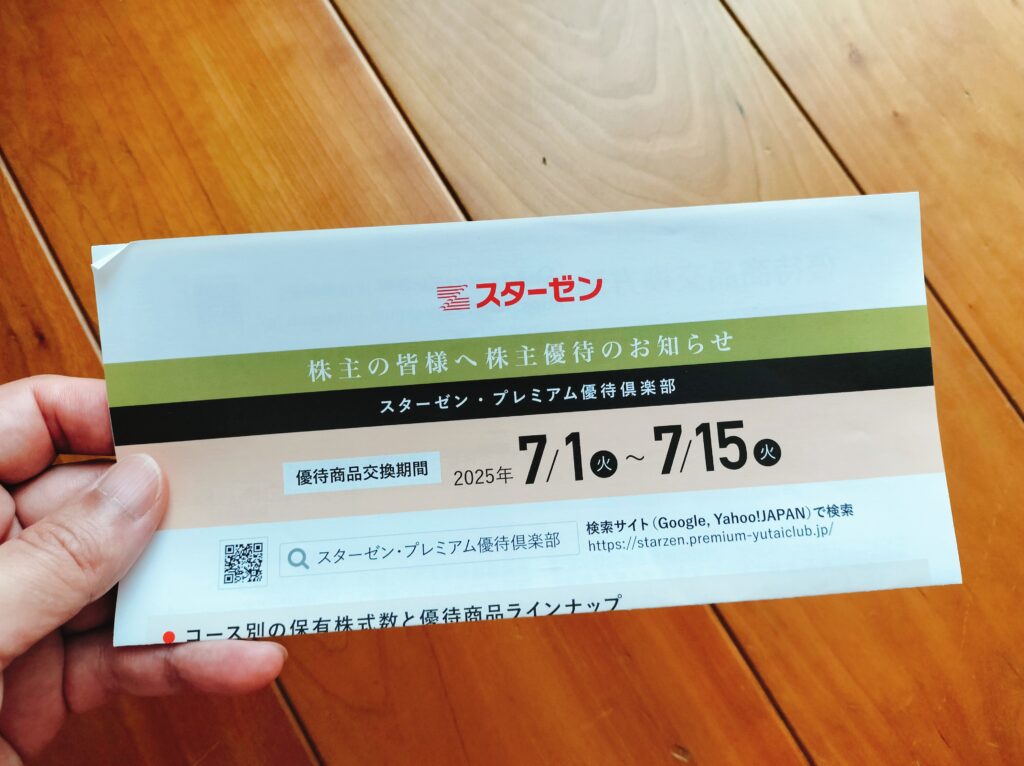 スターゼン
株主の皆様へ株主優待のお知らせ
スターゼン・プレミアム優待倶楽部
優待商品交換期間 2025年 7/1火～7/15火
スターゼン・プレミアム優待倶楽部
検索サイト(Google, Yahoo!JAPAN)で検索
https://starzen.premium-yutaiclub.jp/
コース別の保有株式数と優待商品ラインナップ